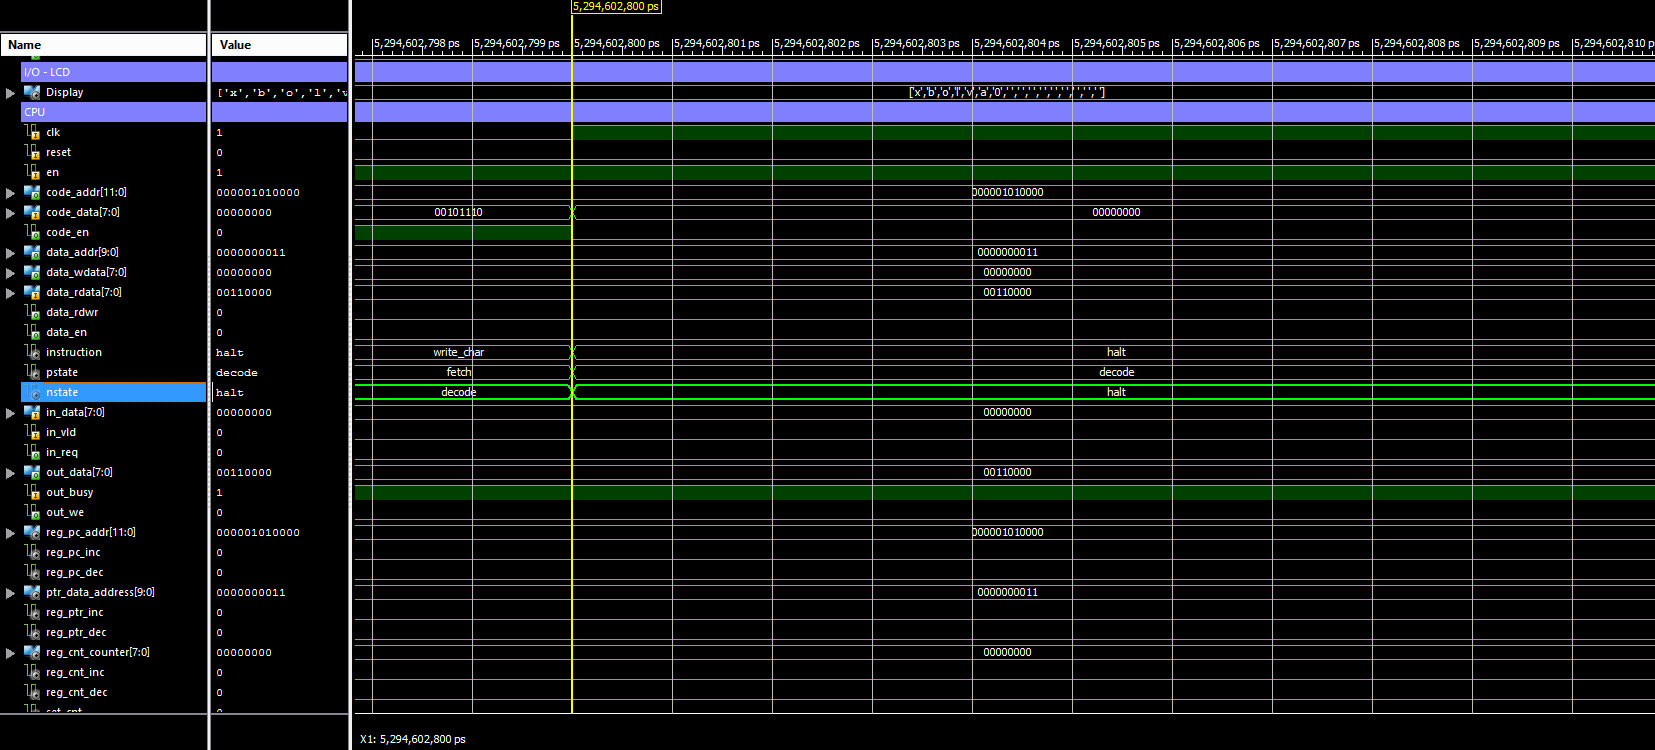 5,294,602,800 ps
Name Value 5,294,602,798 ps 5,294,602,799 ps 5,294,602,800 ps 5,294,602,801 ps 5,294,602,802 ps 5,294,602,803 ps 5,294,602,804 ps 5,294,602,805 ps 5,294,602,806 ps 5,294,602,807 ps 5,294,602,808 ps 5,294,602,809 ps 5,294,602,810 ps
I/O - LCD
Display ['x','b','o','l','v ['x','b','o','l','v','a','0',' ',' ',' ',' ',' ',' ',' ',' ',' ']
CPU
clk 1
reset 0
en 1
code_addr[11:0] 000001010000 000001010000
code_data[7:0] 00000000 00101110 00000000
code_en 0
data_addr[9:0] 0000000011 0000000011
data_wdata[7:0] 00000000 00000000
data_rdata[7:0] 00110000 00110000
data_rdwr 0
data_en 0
instruction halt write_char halt
pstate decode fetch decode
nstate halt decode halt
in_data[7:0] 00000000 00000000
in_vld 0
in_req 0
out_data[7:0] 00110000 00110000
out_busy 1
out_we 0
reg_pc_addr[11:0] 000001010000 000001010000
reg_pc_inc 0
reg_pc_dec 0
ptr_data_address[9:0] 0000000011 0000000011
reg_ptr_inc 0
reg_ptr_dec 0
reg_cnt_counter[7:0] 00000000 00000000
reg_cnt_inc 0
reg_cnt_dec 0
X1: 5,294,602,800 ps